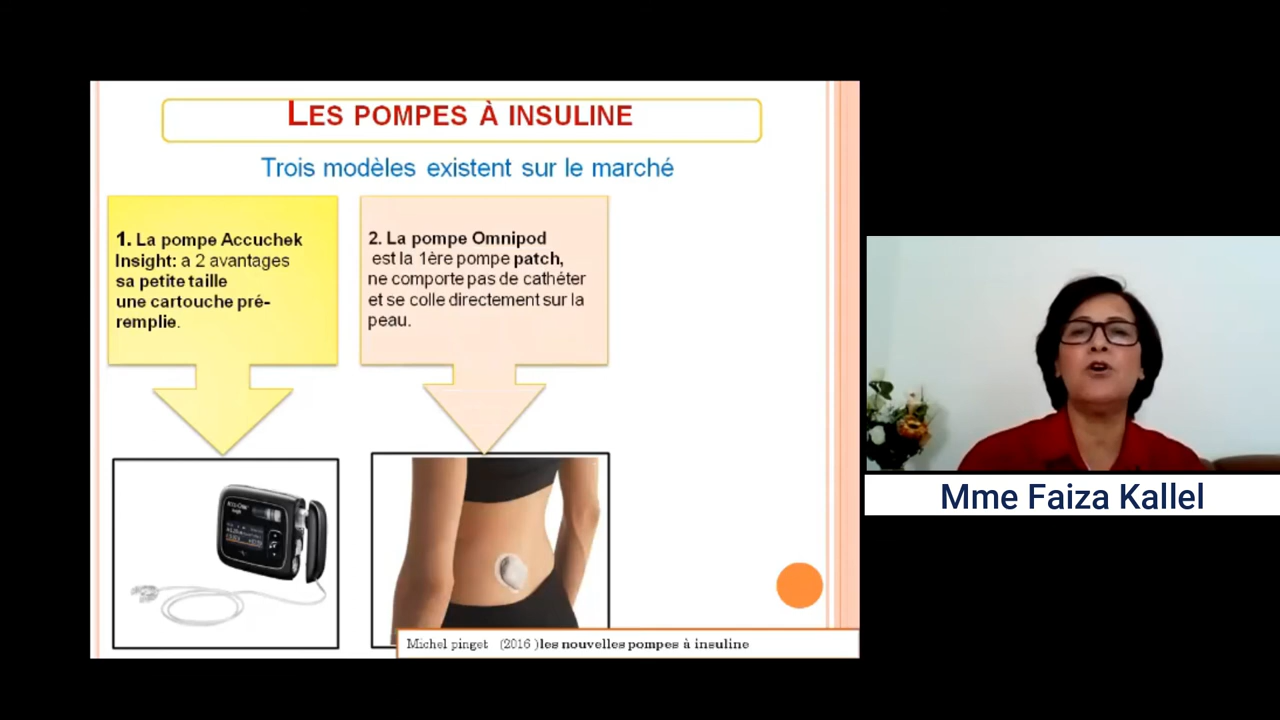 LES POMPES À INSULINE
Trois modèles existent sur le marché
1. La pompe Accuchek
Insight: a 2 avantages
sa petite taille
une cartouche pré-
remplie.
2. La pompe Omnipod
est la 1ère pompe patch,
ne comporte pas de cathéter
et se colle directement sur la
peau.
Michel pinget (2016 )les nouvelles pompes à insuline
Mme Faiza Kallel